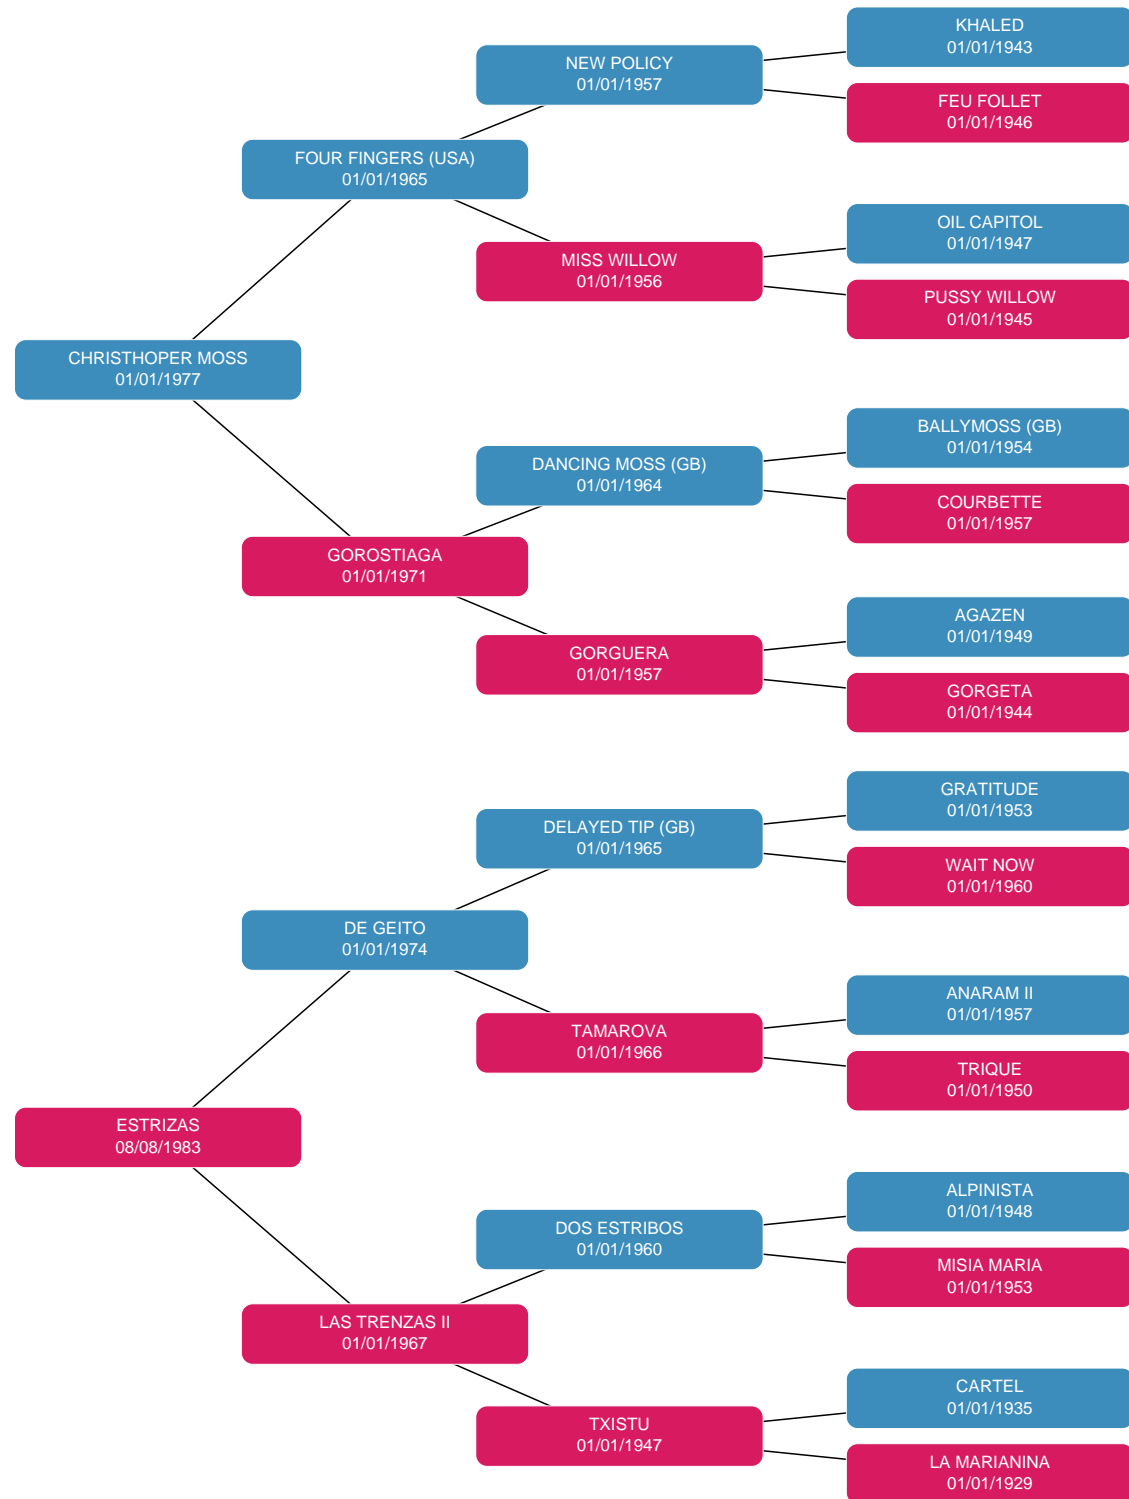 KHALED
01/01/1943
NEW POLICY
01/01/1957
FEU FOLLET
01/01/1946
FOUR FINGERS (USA)
01/01/1965
OIL CAPITOL
01/01/1947
MISS WILLOW
01/01/1956
PUSSY WILLOW
01/01/1945
CHRISTHOPER MOSS
01/01/1977
BALLYMOSS (GB)
01/01/1954
DANCING MOSS (GB)
01/01/1964
COURBETTE
01/01/1957
GOROSTIAGA
01/01/1971
AGAZEN
01/01/1949
GORGUERA
01/01/1957
GORGETA
01/01/1944
GRATITUDE
01/01/1953
DELAYED TIP (GB)
01/01/1965
WAIT NOW
01/01/1960
DE GEITO
01/01/1974
ANARAM II
01/01/1957
TAMAROVA
01/01/1966
TRIQUE
01/01/1950
ESTRIZAS
08/08/1983
ALPINISTA
01/01/1948
DOS ESTRIBOS
01/01/1960
MISIA MARIA
01/01/1953
LAS TRENZAS II
01/01/1967
CARTEL
01/01/1935
TXISTU
01/01/1947
LA MARIANINA
01/01/1929